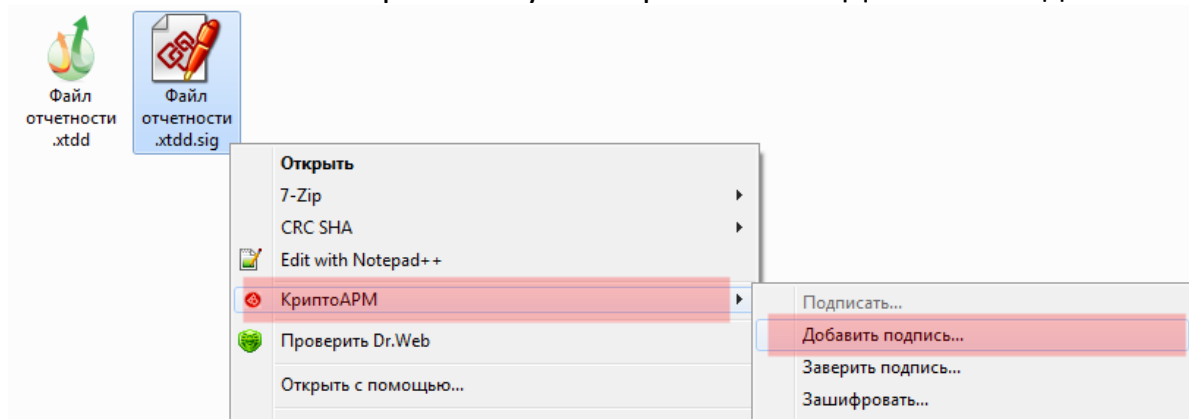 Файл
отчетности
.xtdd
Файл
отчетности
.xtdd.sig
Открыть
7-Zip
CRC SHA
Edit with Notepad++
КриптоАРМ
Проверить Dr.Web
Открыть с помощью...
Подписать...
Добавить подпись...
Заверить подпись...
Зашифровать...